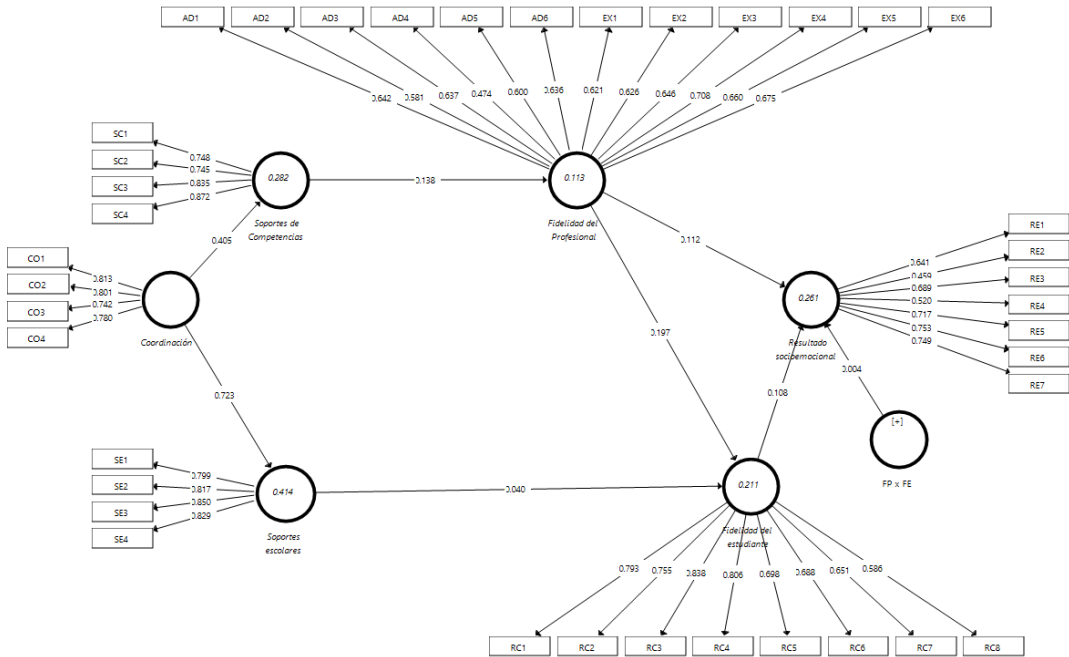 AD1 AD2 AD3 AD4 AD5 AD6 EX1 EX2 EX3 EX4 EX5 EX6
0.642 0.581 0.637 0.474 0.600 0.636 0.621 0.626 0.646 0.708 0.660 0.675
SC1
SC2
SC3
SC4
0.748
0.745
0.835
0.872
0.282
Soportes de
Competencias
0.138
0.113
Fidelidad del
Profesional
0.405
0.112
CO1
CO2
CO3
CO4
0.813
0.801
0.742
0.780
Coordinación
RE1
RE2
RE3
RE4
RE5
RE6
RE7
0.641
0.459
0.689
0.520
0.717
0.753
0.749
0.261
Resultado
socioemocional
0.197
0.004
0.723
0.108
[+]
FP x FE
SE1
SE2
SE3
SE4
0.799
0.817
0.850
0.829
0.414
Soportes
escolares
0.040
0.211
Fidelidad del
estudiante
0.793 0.755 0.838 0.806 0.698 0.688 0.651 0.586
RC1 RC2 RC3 RC4 RC5 RC6 RC7 RC8